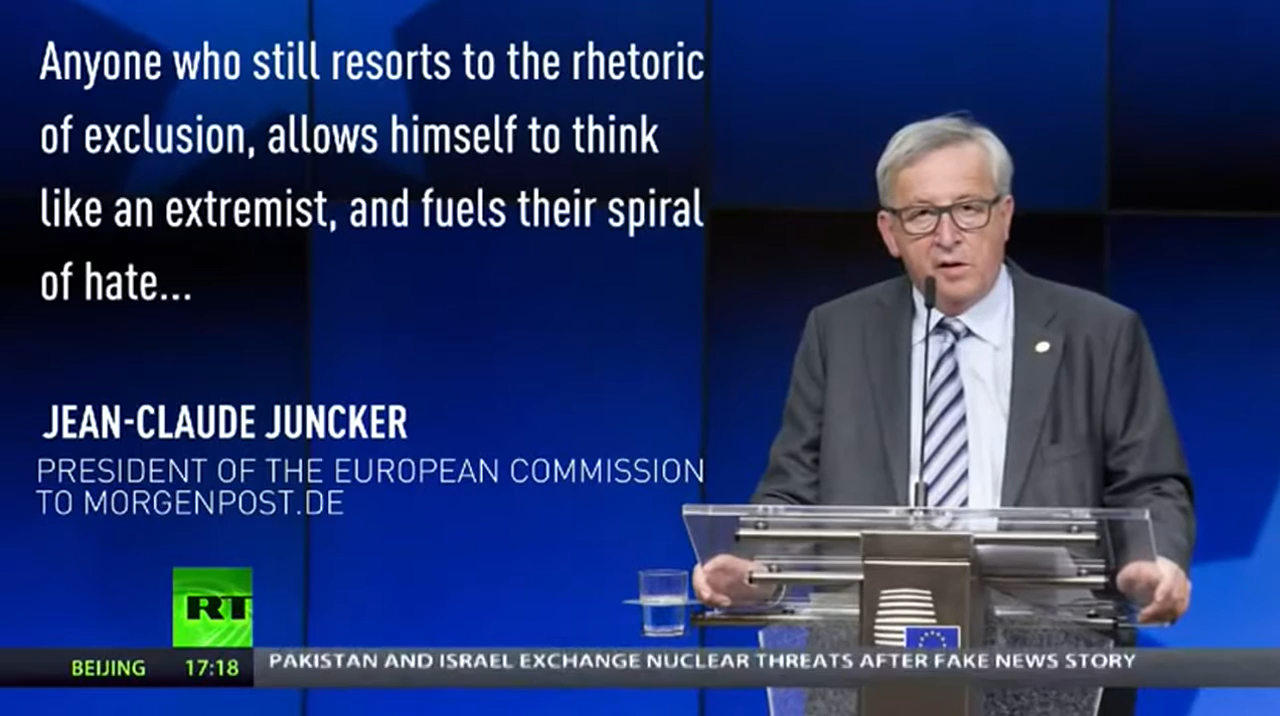 Anyone who still resorts to the rhetoric
of exclusion, allows himself to think
like an extremist, and fuels their spiral
of hate...
JEAN-CLAUDE JUNCKER
PRESIDENT OF THE EUROPEAN COMMISSION
TO MORGENPOST.DE
RT
BEIJING 17:18 PAKISTAN AND ISRAEL EXCHANGE NUCLEAR THREATS AFTER FAKE NEWS STORY